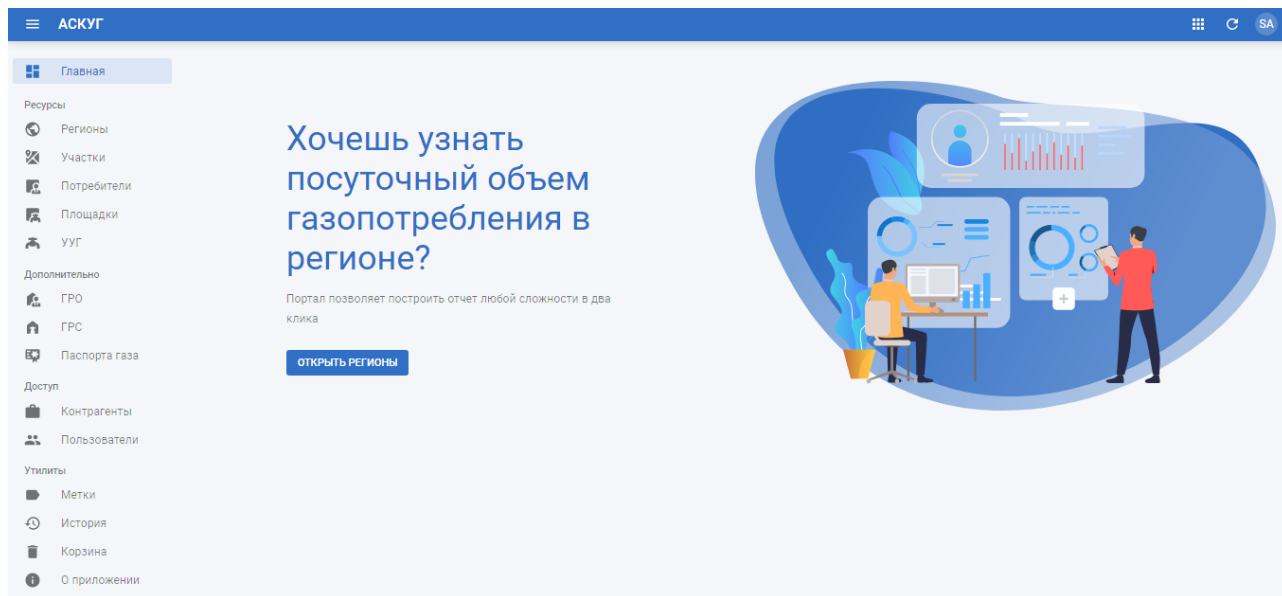 АСКУГ
SA
Главная
Ресурсы
Регионы
Участки
Потребители
Площадки
УУГ
Дополнительно
ГРО
ГРС
Паспорта газа
Доступ
Контрагенты
Пользователи
Утилиты
Метки
История
Корзина
О приложении
Хочешь узнать
посуточный объем
газопотребления в
регионе?
Портал позволяет построить отчет любой сложности в два
клика
ОТКРЫТЬ РЕГИОНЫ